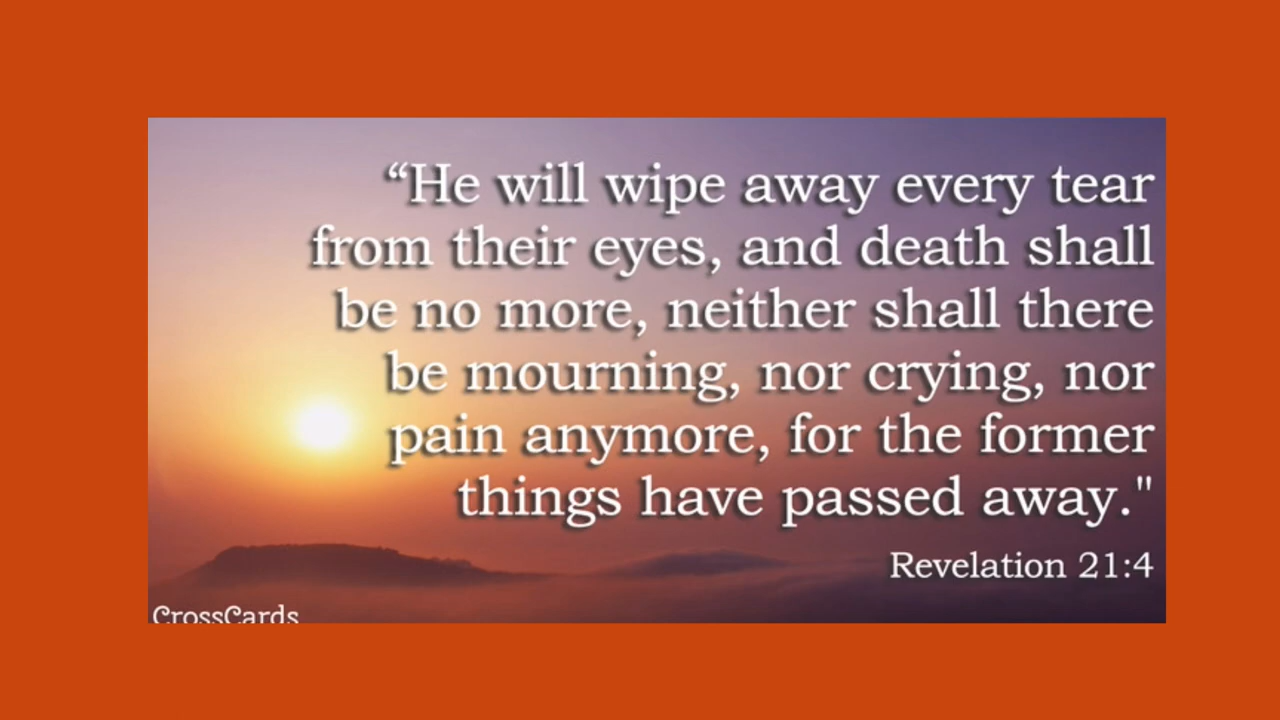 “He will wipe away every tear
from their eyes, and death shall
be no more, neither shall there
be mourning, nor crying, nor
pain anymore, for the former
things have passed away."
Revelation 21:4
CrossCards